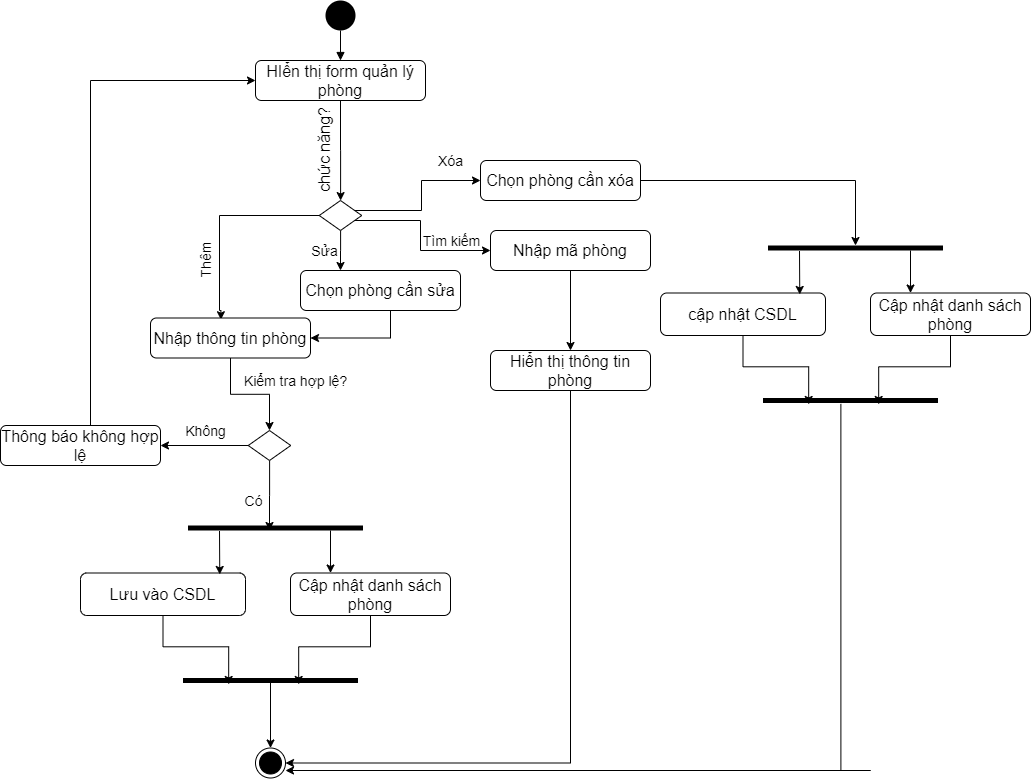 HIển thị form quản lý
phòng
chức năng?
Xóa
Chọn phòng cần xóa
Thêm
Sửa
Tìm kiếm
Nhập mã phòng
Chọn phòng cần sửa
cập nhật CSDL
Cập nhật danh sách
phòng
Nhập thông tin phòng
Hiển thị thông tin
phòng
Kiểm tra hợp lệ?
Thông báo không hợp
lệ
Không
Có
Lưu vào CSDL
Cập nhật danh sách
phòng